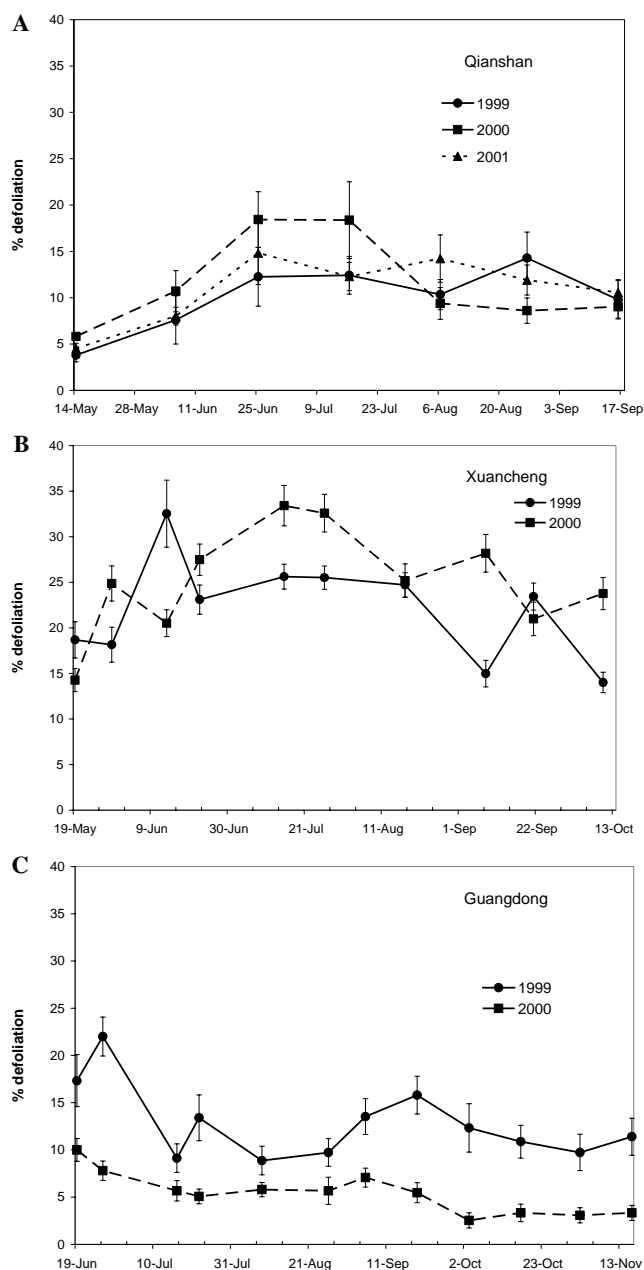 A
Qianshan
1999
2000
2001
% defoliation
40
35
30
25
20
15
10
5
0
14-May 28-May 11-Jun 25-Jun 9-Jul 23-Jul 6-Aug 20-Aug 3-Sep 17-Sep
B
Xuancheng
1999
2000
% defoliation
40
35
30
25
20
15
10
5
0
19-May 9-Jun 30-Jun 21-Jul 11-Aug 1-Sep 22-Sep 13-Oct
C
Guangdong
1999
2000
% defoliation
40
35
30
25
20
15
10
5
0
19-Jun 10-Jul 31-Jul 21-Aug 11-Sep 2-Oct 23-Oct 13-Nov